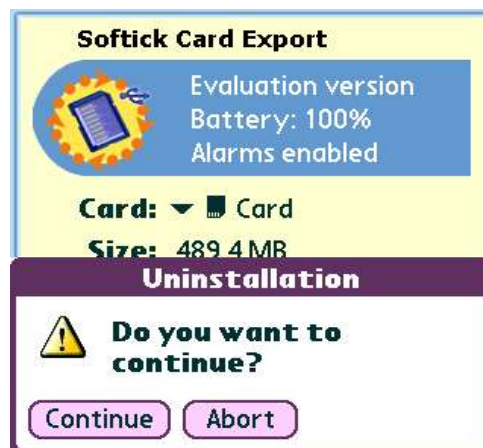 Softick Card Export
Evaluation version
Battery: 100%
Alarms enabled
Card: Card
Size: 489.4 MB
Uninstallation
Do you want to
continue?
Continue Abort